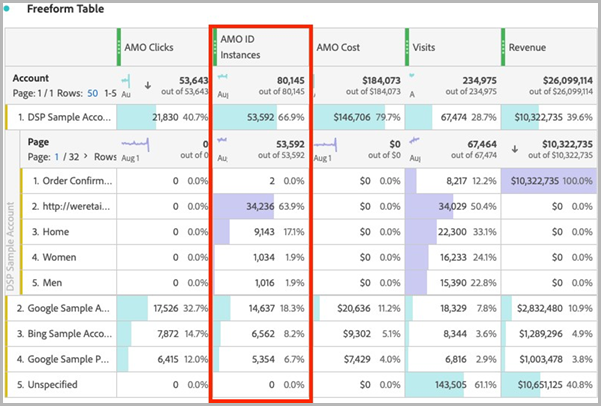 Freeform Table
AMO Clicks AMO ID Instances AMO Cost Visits Revenue
Account 53,643 80,145 $184,073 234,975 $26,099,114
Page: 1 / 1 Rows: 50 1-5 Au out of 53,643 Au out of 80,145 out of $184,073 A out of 234,975 out of $26,099,114
1. DSP Sample Acco... 21,830 40.7% 53,592 66.9% $146,706 79.7% 67,474 28.7% $10,322,735 39.6%
Page 0 53,592 $0 67,464 $10,322,735
Page: 1 / 32 > Rows Aug 1 out of 0 Au out of 53,592 Aug 1 out of $0 Au out of 67,474 out of $10,322,735
1. Order Confirm... 0 0.0% 2 0.0% $0 0.0% 8,217 12.2% $10,322,735 100.0%
2. http://weretai... 0 0.0% 34,236 63.9% $0 0.0% 34,029 50.4% $0 0.0%
3. Home 0 0.0% 9,143 17.1% $0 0.0% 22,300 33.1% $0 0.0%
4. Women 0 0.0% 1,034 1.9% $0 0.0% 16,233 24.1% $0 0.0%
5. Men 0 0.0% 1,016 1.9% $0 0.0% 15,390 22.8% $0 0.0%
DSP Sample Account
2. Google Sample A... 17,526 32.7% 14,637 18.3% $20,636 11.2% 18,329 7.8% $2,832,480 10.9%
3. Bing Sample Acco... 7,872 14.7% 6,562 8.2% $9,302 5.1% 8,344 3.6% $1,289,296 4.9%
4. Google Sample P... 6,415 12.0% 5,354 6.7% $7,429 4.0% 6,816 2.9% $1,003,478 3.8%
5. Unspecified 0 0.0% 0 0.0% $0 0.0% 143,505 61.1% $10,651,125 40.8%